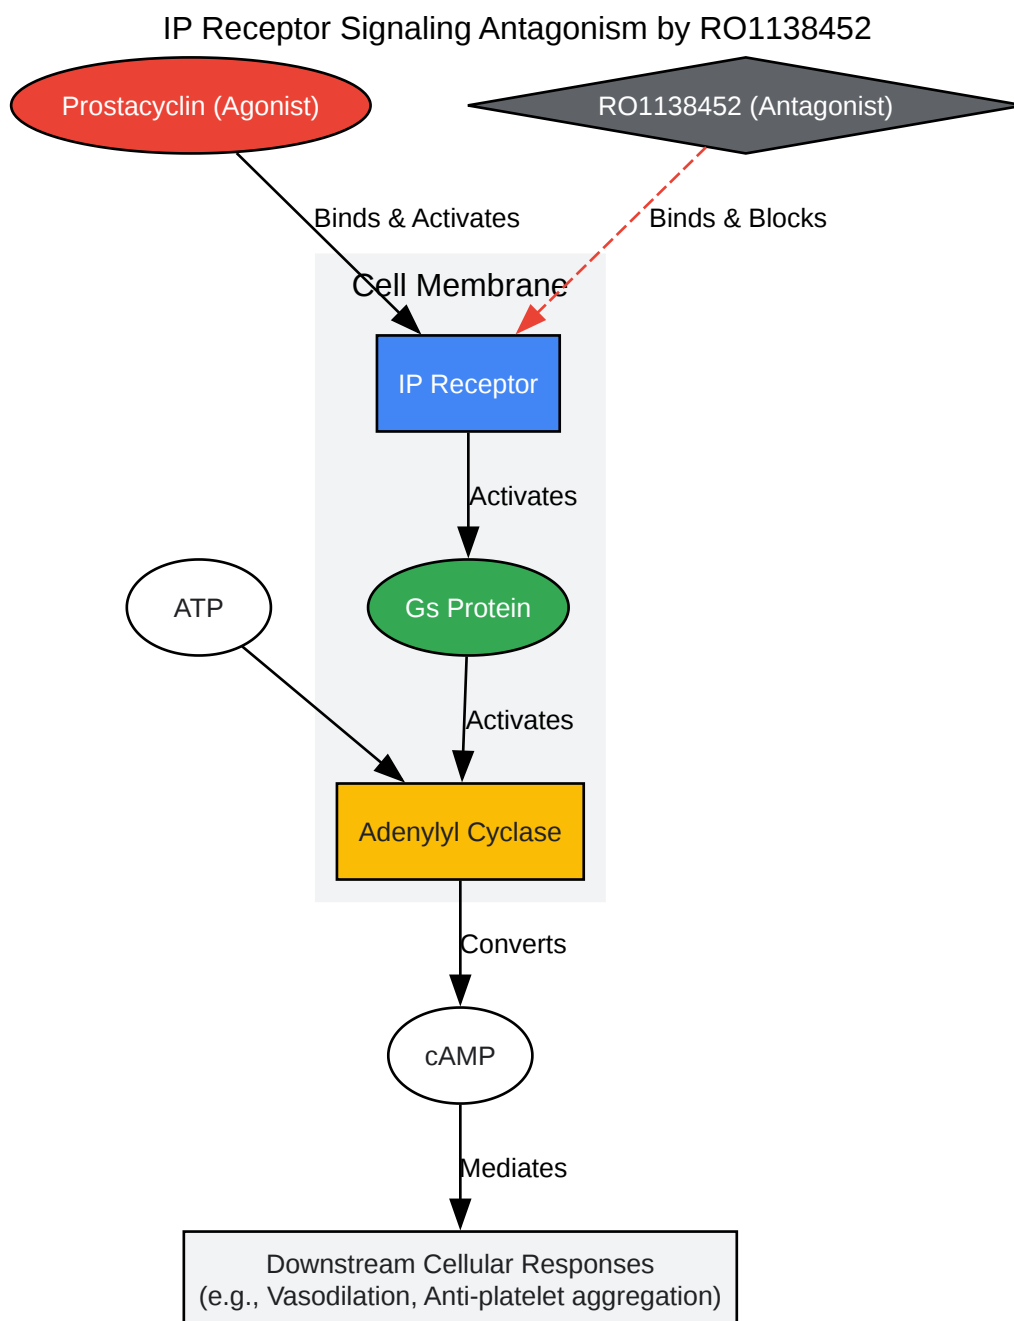 IP Receptor Signaling Antagonism by RO1138452
Prostacyclin (Agonist)
RO1138452 (Antagonist)
Binds & Activates
Binds & Blocks
Cell Membrane
IP Receptor
Activates
ATP
Gs Protein
Activates
Adenylyl Cyclase
Converts
cAMP
Mediates
Downstream Cellular Responses
(e.g., Vasodilation, Anti-platelet aggregation)